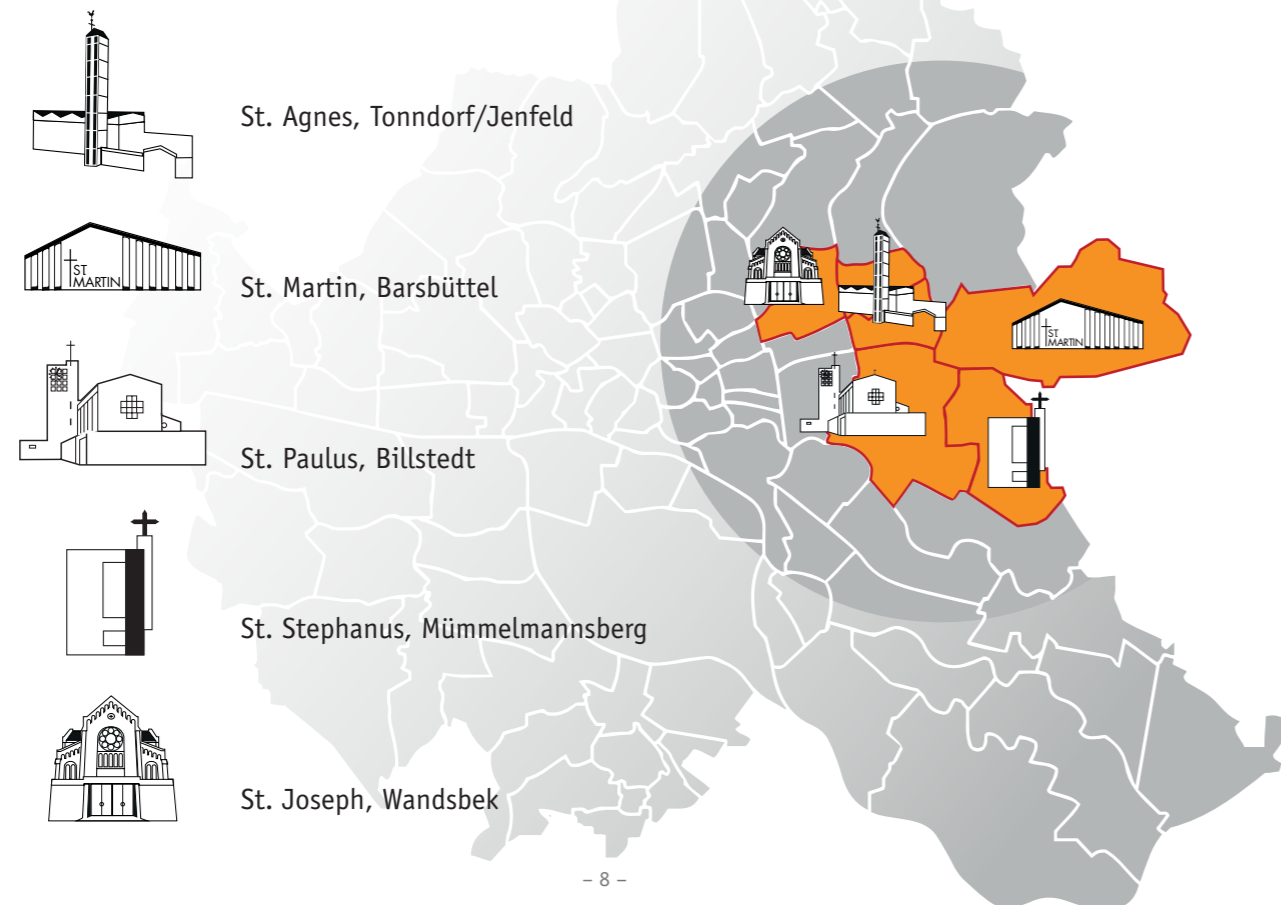 St. Agnes, Tonndorf/Jenfeld
ST
MARTIN
St. Martin, Barsbüttel
St. Paulus, Billstedt
St. Stephanus, Mümmelmannsberg
St. Joseph, Wandsbek
ST
MARTIN
– 8 –